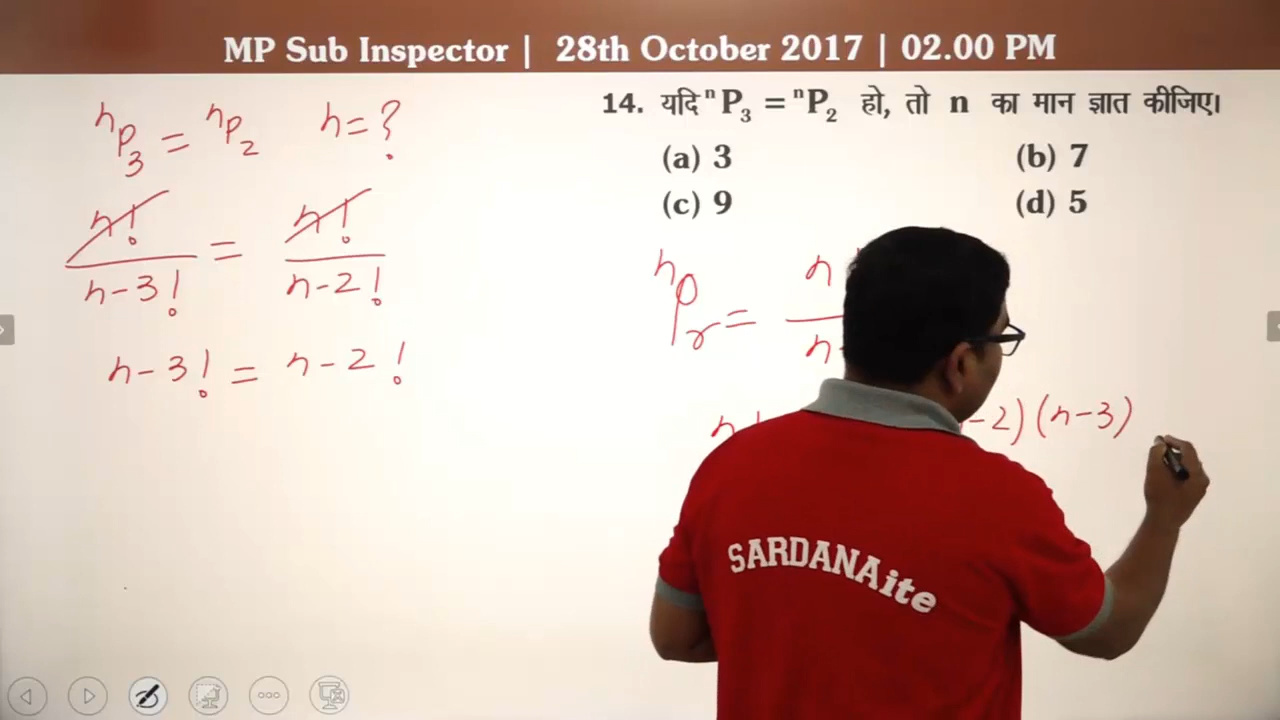 MP Sub Inspector | 28th October 2017 | 02.00 PM
14. यदि ⁿP₃ = ⁿP₂ हो, तो n का मान ज्ञात कीजिए।
(a) 3 (b) 7
(c) 9 (d) 5
ⁿP₃ = ⁿP₂ n = ?
n! / n-3! = n! / n-2!
n-3! = n-2!
ⁿPᵣ = n
n
-2)(n-3)
SARDANAite